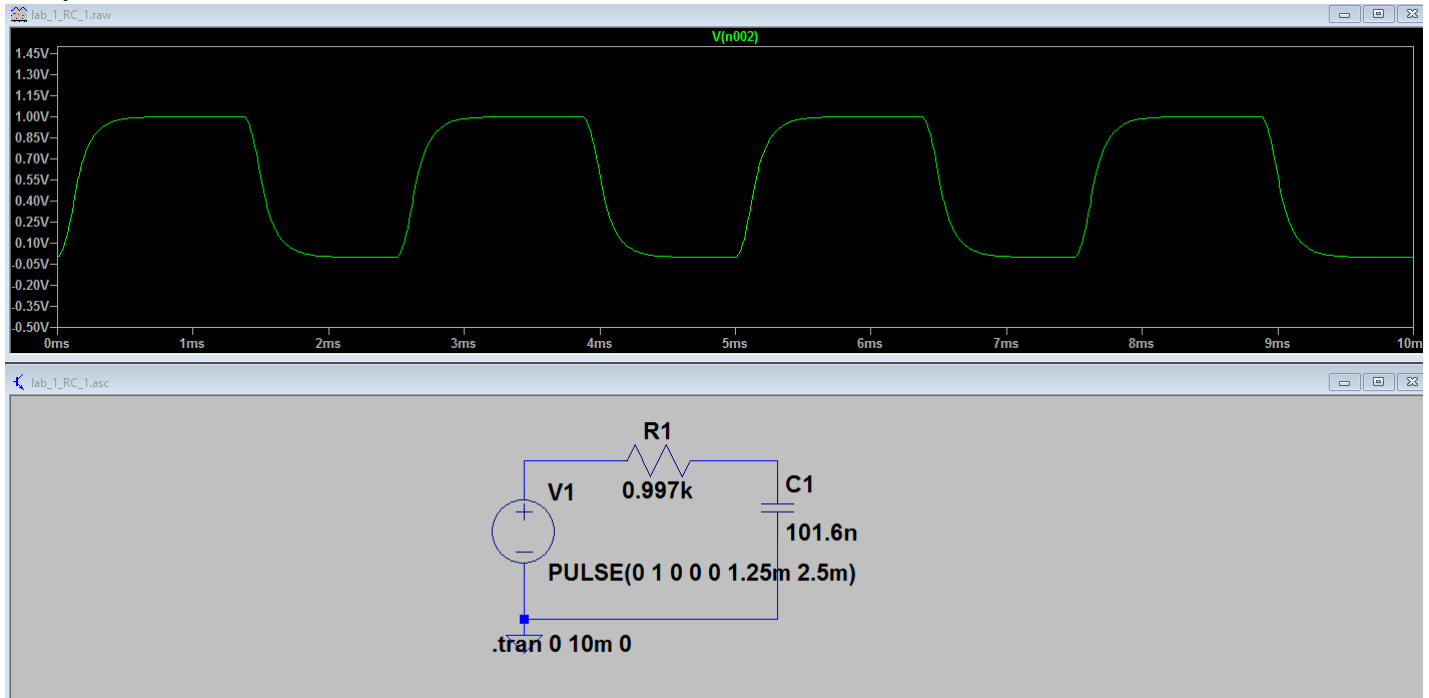 lab_1_RC_1.raw
V(n002)
1.45V
1.30V
1.15V
1.00V
0.85V
0.70V
0.55V
0.40V
0.25V
0.10V
-0.05V
-0.20V
-0.35V
-0.50V
0ms 1ms 2ms 3ms 4ms 5ms 6ms 7ms 8ms 9ms 10m
lab_1_RC_1.asc
R1
0.997k
V1
C1
101.6n
PULSE(0 1 0 0 0 1.25m 2.5m)
.tran 0 10m 0